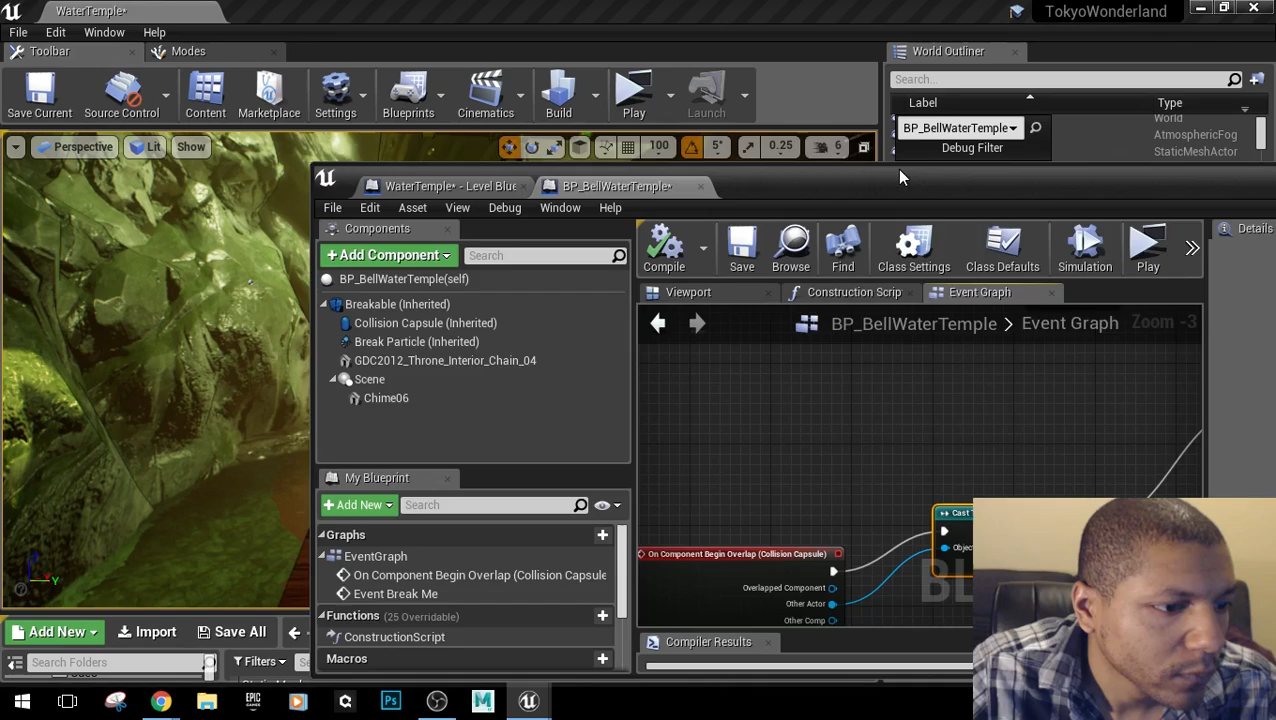 WaterTemple*
TokyoWonderland
File Edit Window Help
Toolbar
Modes
World Outliner
Save Current
Source Control
Content
Marketplace
Settings
Blueprints
Cinematics
Build
Play
Launch
Search...
Label
Type
World
AtmosphericFog
StaticMeshActor
BP_BellWaterTemple
Debug Filter
Perspective
Lit
Show
100
5°
0.25
6
WaterTemple* - Level Blue
BP_BellWaterTemple*
File Edit Asset View Debug Window Help
Components
+Add Component
Search
BP_BellWaterTemple(self)
Breakable (Inherited)
Collision Capsule (Inherited)
Break Particle (Inherited)
GDC2012_Throne_Interior_Chain_04
Scene
Chime06
Compile
Save
Browse
Find
Class Settings
Class Defaults
Simulation
Play
Details
Viewport
Construction Scrip
Event Graph
BP_BellWaterTemple > Event Graph
Zoom -3
My Blueprint
+Add New
Search
Graphs
EventGraph
On Component Begin Overlap (Collision Capsule
Event Break Me
Functions (25 Overridable)
ConstructionScript
Macros
On Component Begin Overlap (Collision Capsule)
Overlapped Component
Other Actor
Other Comp
Cast
Objec
BL
Compiler Results
Add New
Import
Save All
Search Folders
Filters
Z
Y
Ps
M